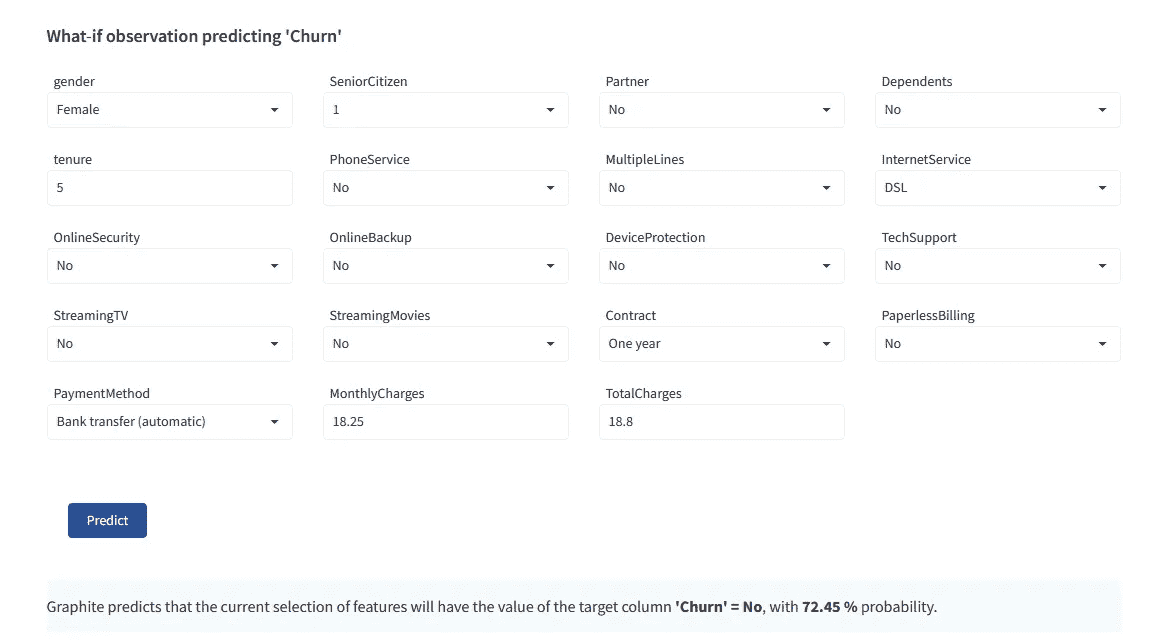 What-if observation predicting 'Churn'
gender SeniorCitizen Partner Dependents
Female 1 No No
tenure PhoneService MultipleLines InternetService
5 No No DSL
OnlineSecurity OnlineBackup DeviceProtection TechSupport
No No No No
StreamingTV StreamingMovies Contract PaperlessBilling
No No One year No
PaymentMethod MonthlyCharges TotalCharges
Bank transfer (automatic) 18.25 18.8
Predict
Graphite predicts that the current selection of features will have the value of the target column 'Churn' = No, with 72.45 % probability.